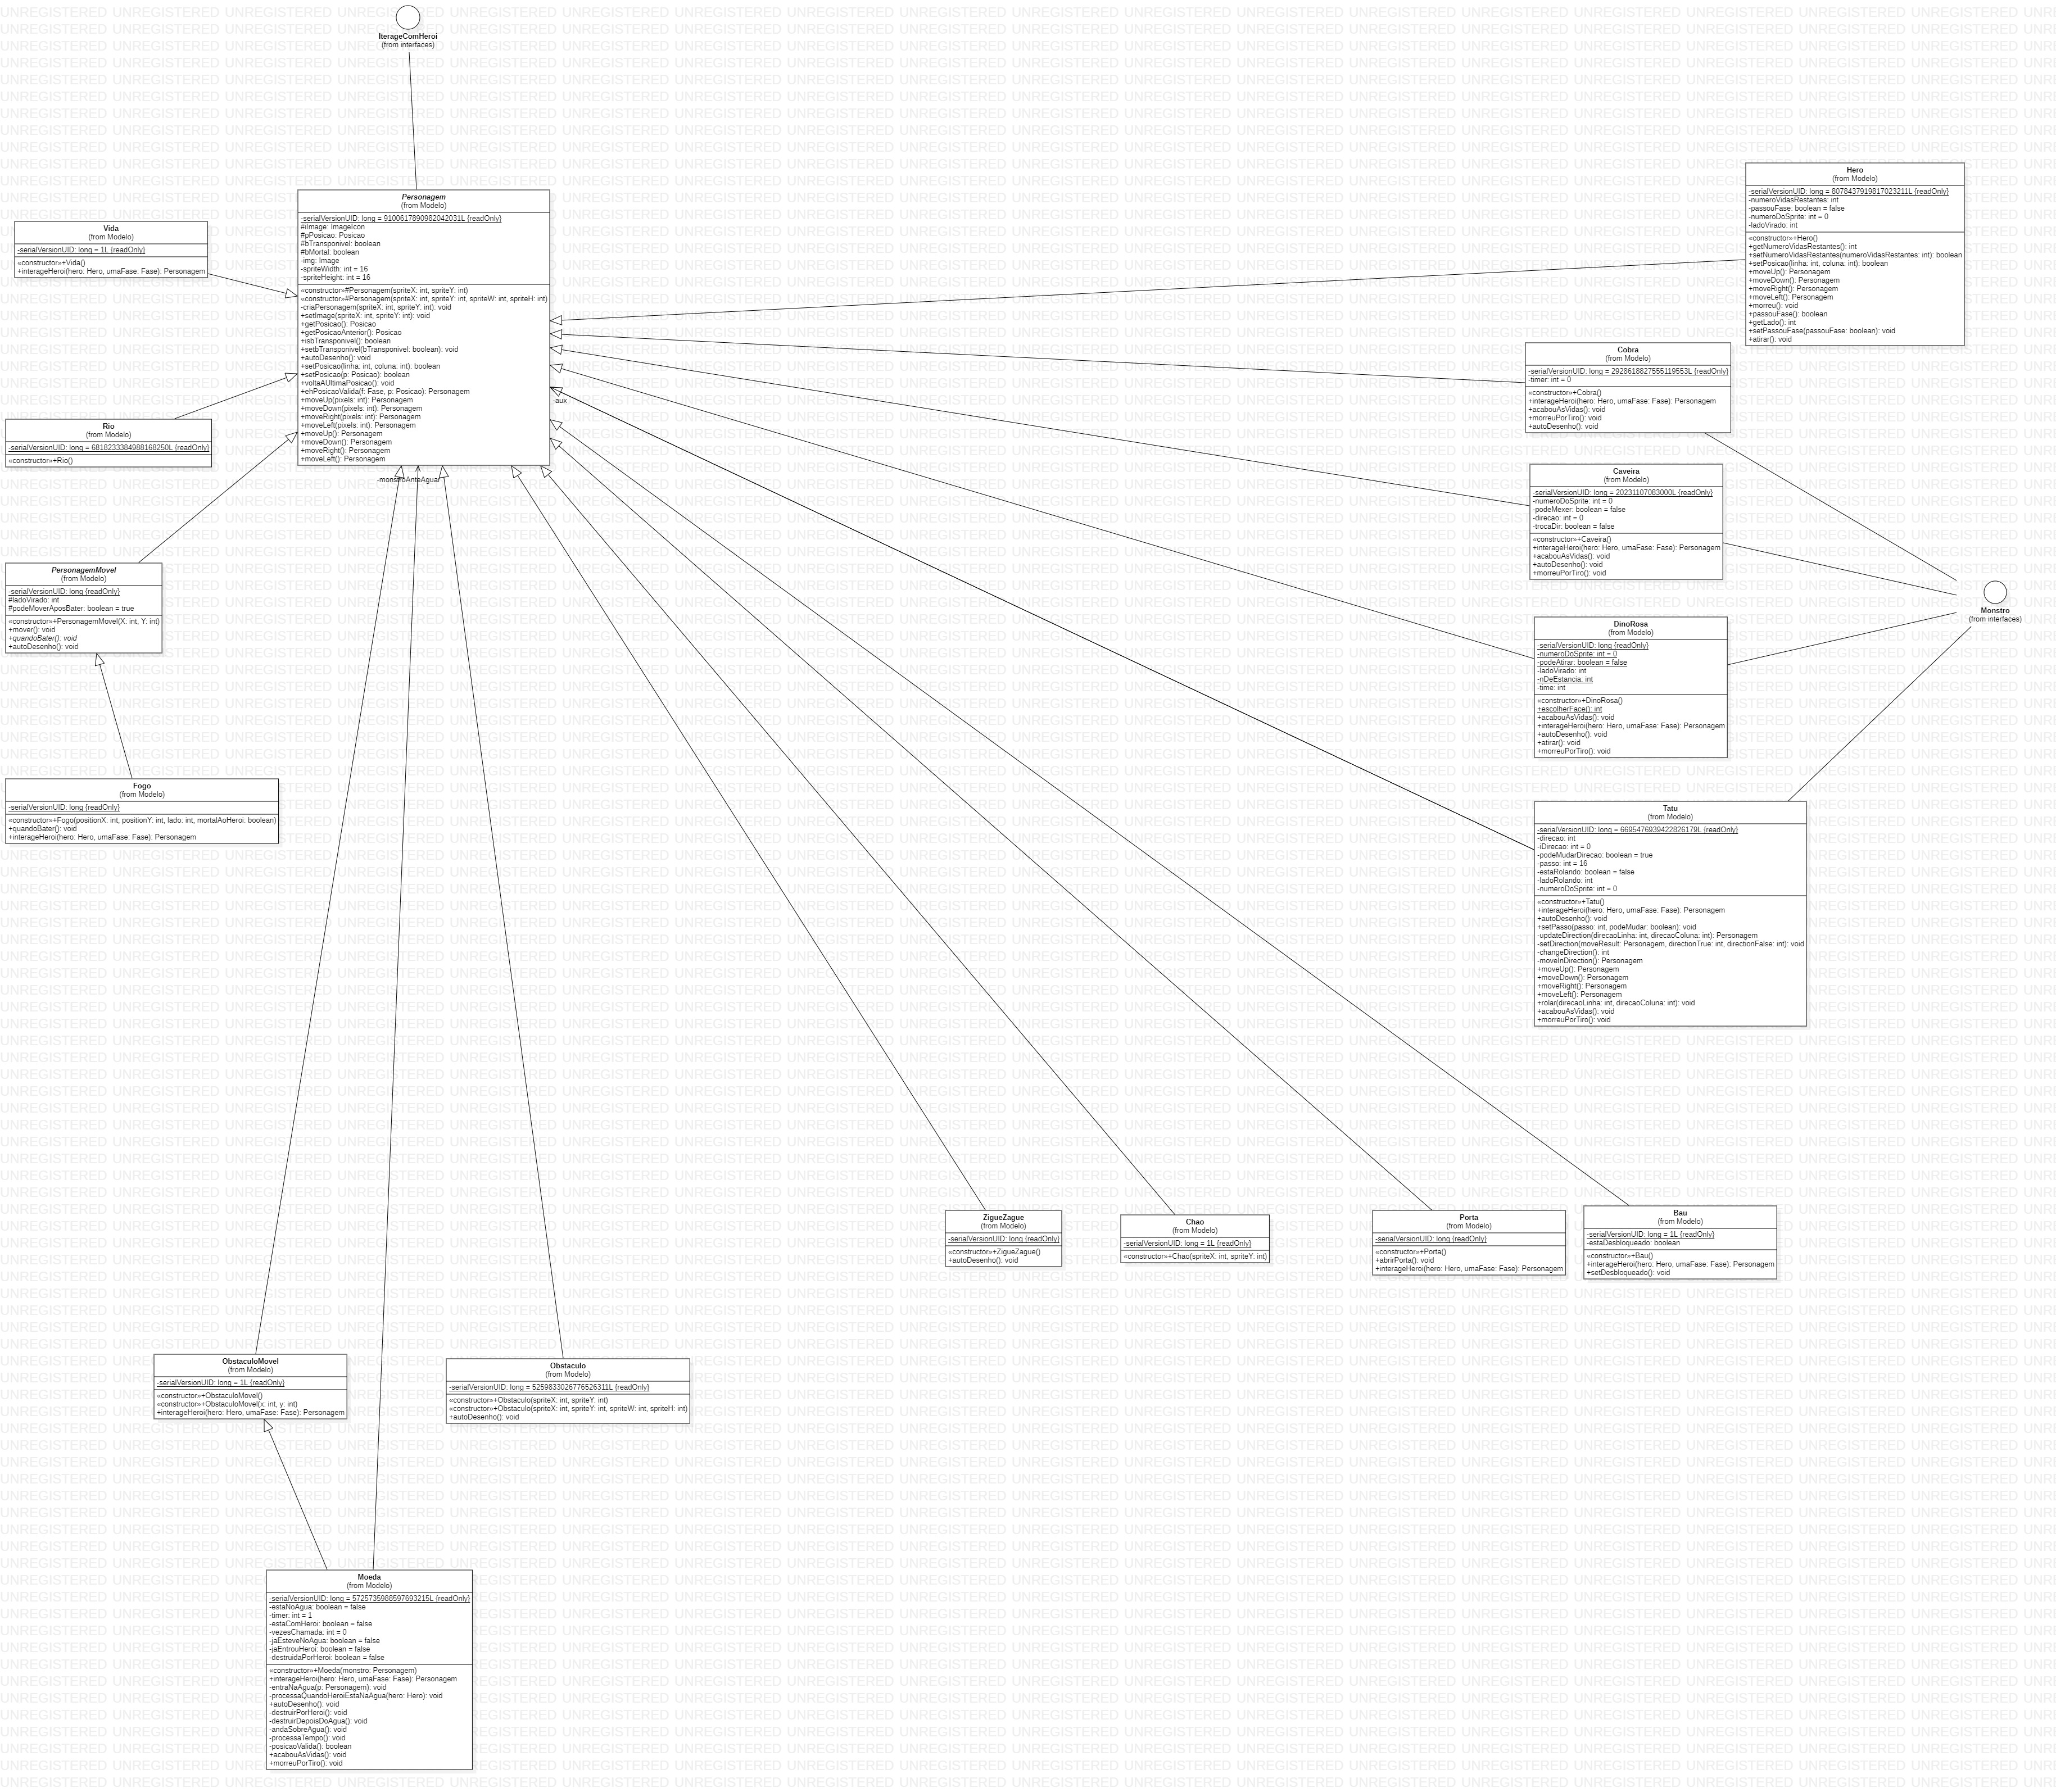 IterageComHeroi
(from interfaces)
Personagem
(from Modelo)
-serialVersionUID: long = 9100617890982042031L {readOnly}
#iImage: ImageIcon
#pPosicao: Posicao
#bTransponivel: boolean
#bMortal: boolean
-img: Image
-spriteWidth: int = 16
-spriteHeight: int = 16
«constructor»#Personagem(spriteX: int, spriteY: int)
«constructor»#Personagem(spriteX: int, spriteY: int, spriteW: int, spriteH: int)
-criaPersonagem(spriteX: int, spriteY: int): void
+setImage(spriteX: int, spriteY: int): void
+getPosicao(): Posicao
+getPosicaoAnterior(): Posicao
+isbTransponivel(): boolean
+setbTransponivel(bTransponivel: boolean): void
+autoDesenho(): void
+setPosicao(linha: int, coluna: int): boolean
+setPosicao(p: Posicao): boolean
+voltaAUltimaPosicao(): void
+ehPosicaoValida(f: Fase, p: Posicao): Personagem
+moveUp(pixels: int): Personagem
+moveDown(pixels: int): Personagem
+moveRight(pixels: int): Personagem
+moveLeft(pixels: int): Personagem
+moveUp(): Personagem
+moveDown(): Personagem
+moveRight(): Personagem
+moveLeft(): Personagem
-aux
-monstroAnteAgua
Vida
(from Modelo)
-serialVersionUID: long = 1L {readOnly}
«constructor»+Vida()
+interageHeroi(hero: Hero, umaFase: Fase): Personagem
Rio
(from Modelo)
-serialVersionUID: long = 6818233384988168250L {readOnly}
«constructor»+Rio()
PersonagemMovel
(from Modelo)
-serialVersionUID: long {readOnly}
#ladoVirado: int
#podeMoverAposBater: boolean = true
«constructor»+PersonagemMovel(X: int, Y: int)
+mover(): void
+quandoBater(): void
+autoDesenho(): void
Fogo
(from Modelo)
-serialVersionUID: long {readOnly}
«constructor»+Fogo(positionX: int, positionY: int, lado: int, mortalAoHeroi: boolean)
+quandoBater(): void
+interageHeroi(hero: Hero, umaFase: Fase): Personagem
Hero
(from Modelo)
-serialVersionUID: long = 8078437919817023211L {readOnly}
-numeroVidasRestantes: int
-passouFase: boolean = false
-numeroDoSprite: int = 0
-ladoVirado: int
«constructor»+Hero()
+getNumeroVidasRestantes(): int
+setNumeroVidasRestantes(numeroVidasRestantes: int): boolean
+setPosicao(linha: int, coluna: int): boolean
+moveUp(): Personagem
+moveDown(): Personagem
+moveRight(): Personagem
+moveLeft(): Personagem
+morreu(): void
+passouFase(): boolean
+getLado(): int
+setPassouFase(passouFase: boolean): void
+atirar(): void
Cobra
(from Modelo)
-serialVersionUID: long = 2928618827555119553L {readOnly}
-timer: int = 0
«constructor»+Cobra()
+interageHeroi(hero: Hero, umaFase: Fase): Personagem
+acabouAsVidas(): void
+morreuPorTiro(): void
+autoDesenho(): void
Caveira
(from Modelo)
-serialVersionUID: long = 20231107083000L {readOnly}
-numeroDoSprite: int = 0
-podeMexer: boolean = false
-direcao: int = 0
-trocaDir: boolean = false
«constructor»+Caveira()
+interageHeroi(hero: Hero, umaFase: Fase): Personagem
+acabouAsVidas(): void
+autoDesenho(): void
+morreuPorTiro(): void
Monstro
(from interfaces)
DinoRosa
(from Modelo)
-serialVersionUID: long {readOnly}
-numeroDoSprite: int = 0
-podeAtirar: boolean = false
-ladoVirado: int
-nDeEstancia: int
-time: int
«constructor»+DinoRosa()
+escolherFace(): int
+acabouAsVidas(): void
+interageHeroi(hero: Hero, umaFase: Fase): Personagem
+autoDesenho(): void
+atirar(): void
+morreuPorTiro(): void
Tatu
(from Modelo)
-serialVersionUID: long = 6695476939422826179L {readOnly}
-direcao: int
-iDirecao: int = 0
-podeMudarDirecao: boolean = true
-passo: int = 16
-estaRolando: boolean = false
-ladoRolando: int
-numeroDoSprite: int = 0
«constructor»+Tatu()
+interageHeroi(hero: Hero, umaFase: Fase): Personagem
+autoDesenho(): void
+setPasso(passo: int, podeMudar: boolean): void
-updateDirection(direcaoLinha: int, direcaoColuna: int): Personagem
-setDirection(moveResult: Personagem, directionTrue: int, directionFalse: int): void
-changeDirection(): int
-moveInDirection(): Personagem
+moveUp(): Personagem
+moveDown(): Personagem
+moveRight(): Personagem
+moveLeft(): Personagem
+rolar(direcaoLinha: int, direcaoColuna: int): void
+acabouAsVidas(): void
+morreuPorTiro(): void
ZigueZague
(from Modelo)
-serialVersionUID: long {readOnly}
«constructor»+ZigueZague()
+autoDesenho(): void
Chao
(from Modelo)
-serialVersionUID: long = 1L {readOnly}
«constructor»+Chao(spriteX: int, spriteY: int)
Porta
(from Modelo)
-serialVersionUID: long {readOnly}
«constructor»+Porta()
+abrirPorta(): void
+interageHeroi(hero: Hero, umaFase: Fase): Personagem
Bau
(from Modelo)
-serialVersionUID: long = 1L {readOnly}
-estaDesbloqueado: boolean
«constructor»+Bau()
+interageHeroi(hero: Hero, umaFase: Fase): Personagem
+setDesbloqueado(): void
ObstaculoMovel
(from Modelo)
-serialVersionUID: long = 1L {readOnly}
«constructor»+ObstaculoMovel()
«constructor»+ObstaculoMovel(x: int, y: int)
+interageHeroi(hero: Hero, umaFase: Fase): Personagem
Obstaculo
(from Modelo)
-serialVersionUID: long = 5259833026776526311L {readOnly}
«constructor»+Obstaculo(spriteX: int, spriteY: int)
«constructor»+Obstaculo(spriteX: int, spriteY: int, spriteW: int, spriteH: int)
+autoDesenho(): void
Moeda
(from Modelo)
-serialVersionUID: long = 5725735988597693215L {readOnly}
-estaNoAgua: boolean = false
-timer: int = 1
-estaComHeroi: boolean = false
-vezesChamada: int = 0
-jaEsteveNoAgua: boolean = false
-jaEntrouHeroi: boolean = false
-destruidaPorHeroi: boolean = false
«constructor»+Moeda(monstro: Personagem)
+interageHeroi(hero: Hero, umaFase: Fase): Personagem
-entraNaAgua(p: Personagem): void
-processaQuandoHeroiEstaNaAgua(hero: Hero): void
+autoDesenho(): void
-destruirPorHeroi(): void
-destruirDepoisDoAgua(): void
-andaSobreAgua(): void
-processaTempo(): void
-posicaoValida(): boolean
+acabouAsVidas(): void
+morreuPorTiro(): void